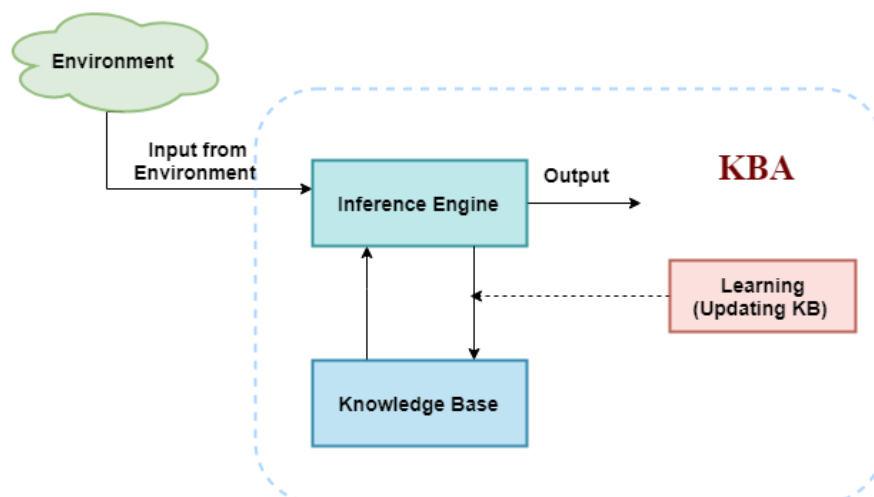 Environment
Input from
Environment
Inference Engine
Output
KBA
Learning
(Updating KB)
Knowledge Base